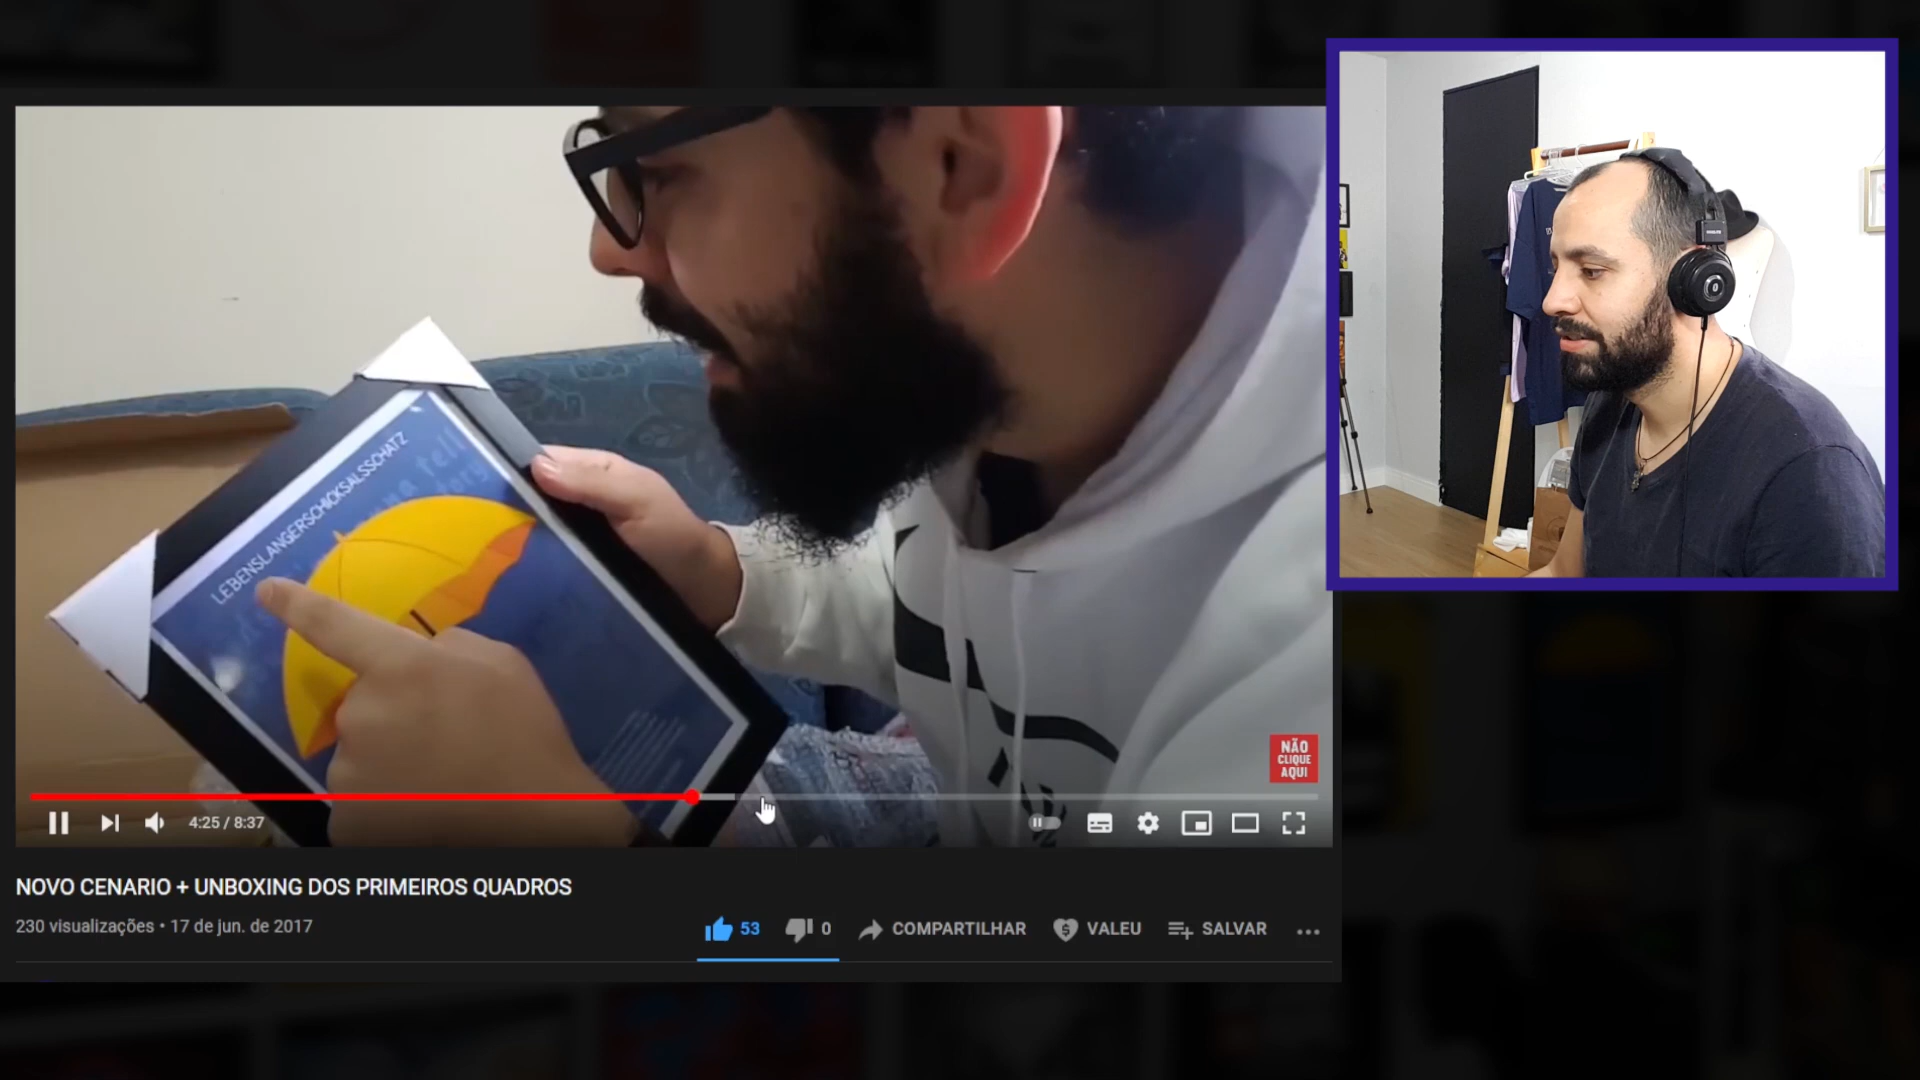 LEBENSLANGERSCHICKSALSSCHATZ
NÃO
CLIQUE
AQUI
4:25 / 8:37
NOVO CENARIO + UNBOXING DOS PRIMEIROS QUADROS
230 visualizações • 17 de jun. de 2017
53
0
COMPARTILHAR
VALEU
SALVAR